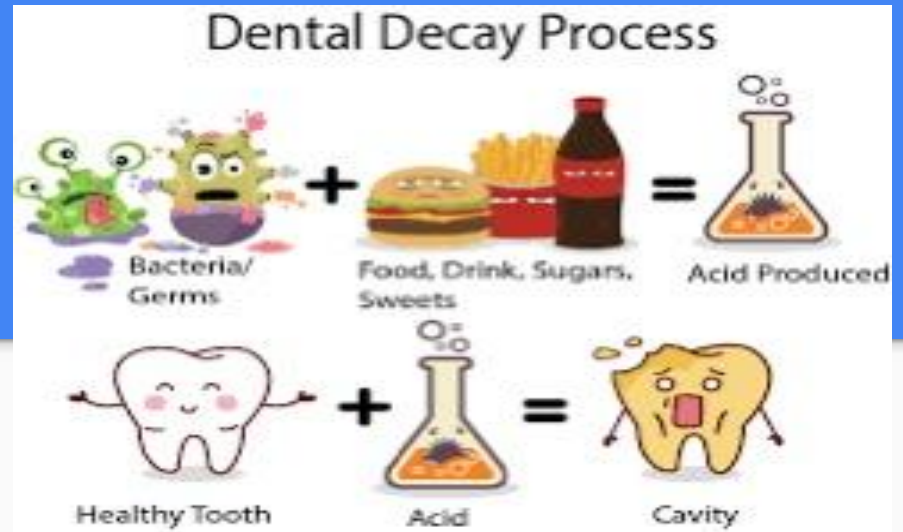 Dental Decay Process
Bacteria/
Germs
Food, Drink, Sugars,
Sweets
Acid Produced
Healthy Tooth
Acid
Cavity